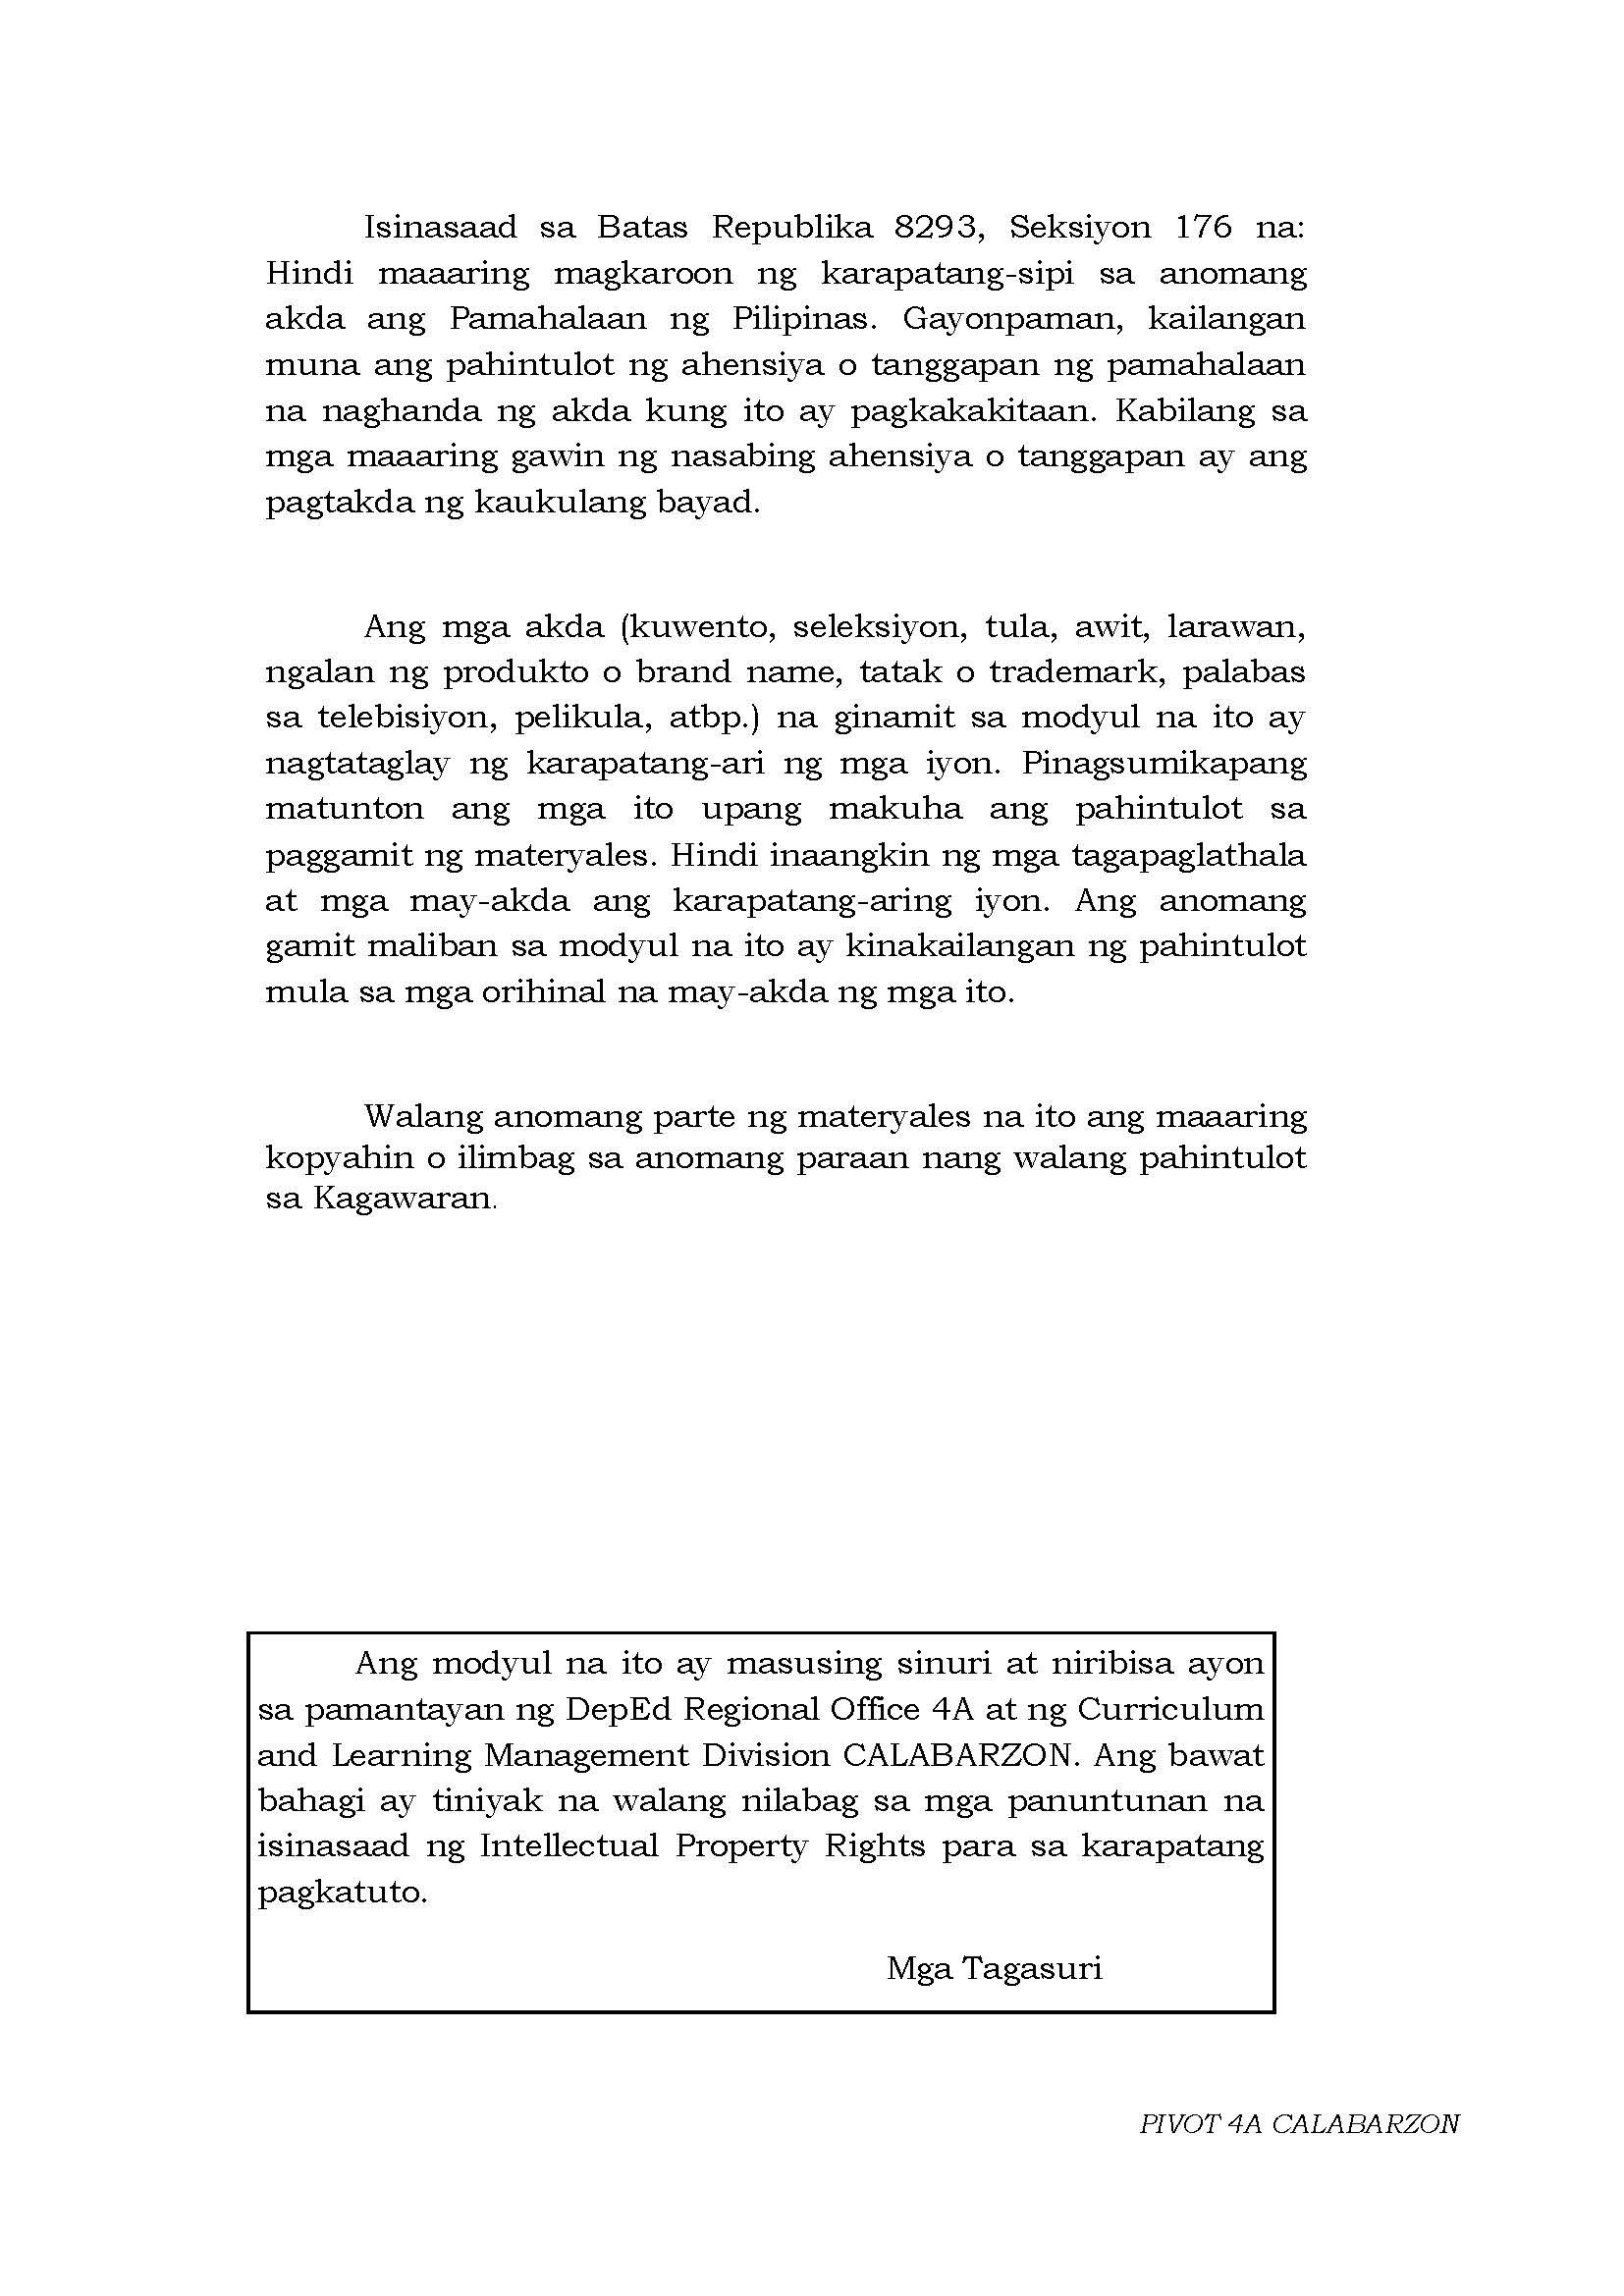 Isinasaad sa Batas Republika 8293, Seksiyon 176 na:
Hindi maaaring magkaroon ng karapatang-sipi sa anomang
akda ang Pamahalaan ng Pilipinas. Gayonpaman, kailangan
muna ang pahintulot ng ahensiya o tanggapan ng pamahalaan
na naghanda ng akda kung ito ay pagkakakitaan. Kabilang sa
mga maaaring gawin ng nasabing ahensiya o tanggapan ay ang
pagtakda ng kaukulang bayad.
Ang mga akda (kuwento, seleksiyon, tula, awit, larawan,
ngalan ng produkto o brand name, tatak o trademark, palabas
sa telebisiyon, pelikula, atbp.) na ginamit sa modyul na ito ay
nagtataglay ng karapatang-ari ng mga iyon. Pinagsumikapang
matunton ang mga ito upang makuha ang pahintulot sa
paggamit ng materyales. Hindi inaangkin ng mga tagapaglathala
at mga may-akda ang karapatang-aring iyon. Ang anomang
gamit maliban sa modyul na ito ay kinakailangan ng pahintulot
mula sa mga orihinal na may-akda ng mga ito.
Walang anomang parte ng materyales na ito ang maaaring
kopyahin o ilimbag sa anomang paraan nang walang pahintulot
sa Kagawaran.
Ang modyul na ito ay masusing sinuri at niribisa ayon
sa pamantayan ng DepEd Regional Office 4A at ng Curriculum
and Learning Management Division CALABARZON. Ang bawat
bahagi ay tiniyak na walang nilabag sa mga panuntunan na
isinasaad ng Intellectual Property Rights para sa karapatang
pagkatuto.
Mga Tagasuri
PIVOT 4A CALABARZON